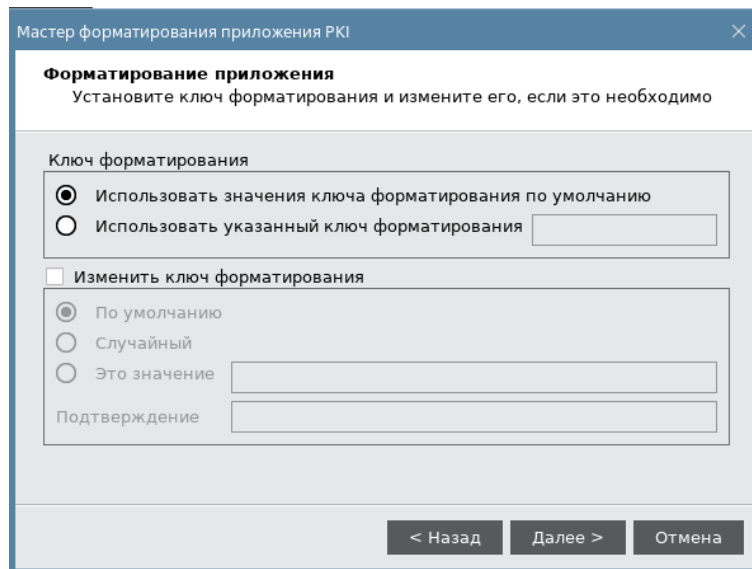 Мастер форматирования приложения PKI
Форматирование приложения
Установите ключ форматирования и измените его, если это необходимо
Ключ форматирования
Использовать значения ключа форматирования по умолчанию
Использовать указанный ключ форматирования
Изменить ключ форматирования
По умолчанию
Случайный
Это значение
Подтверждение
< Назад Далее > Отмена